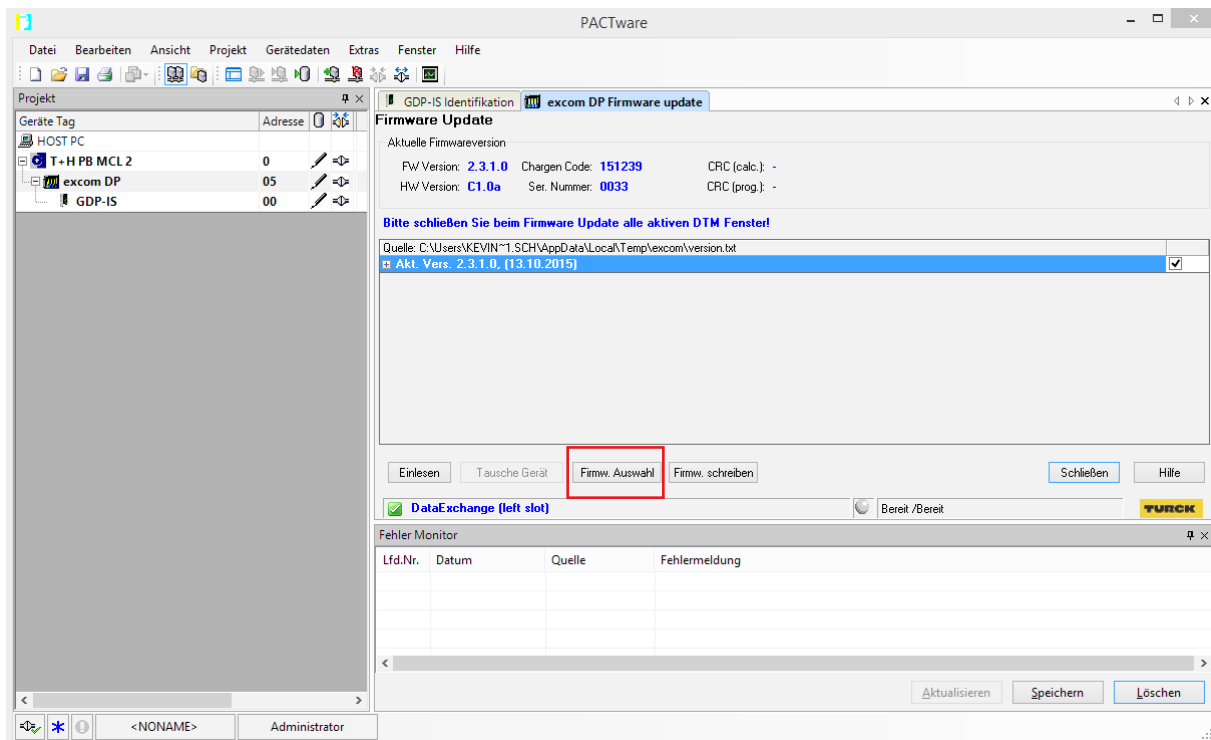 PACTware
Datei Bearbeiten Ansicht Projekt Gerätedaten Extras Fenster Hilfe
Projekt
Geräte Tag Adresse
HOST PC
T+H PB MCL 2 0
excom DP 05
GDP-IS 00
GDP-IS Identifikation excom DP Firmware update
Firmware Update
Aktuelle Firmwareversion
FW Version: 2.3.1.0 Chargen Code: 151239 CRC (calc.): -
HW Version: C1.0a Ser. Nummer: 0033 CRC (prog.): -
Bitte schließen Sie beim Firmware Update alle aktiven DTM Fenster!
Quelle: C:\Users\KEVIN~1.SCH\AppData\Local\Temp\excom\version.txt
Akt. Vers. 2.3.1.0, (13.10.2015)
Einlesen Tausche Gerät Firmw. Auswahl Firmw. schreiben Schließen Hilfe
DataExchange (left slot) Bereit /Bereit TURCK
Fehler Monitor
Lfd.Nr. Datum Quelle Fehlermeldung
Aktualisieren Speichern Löschen
<NONAME> Administrator